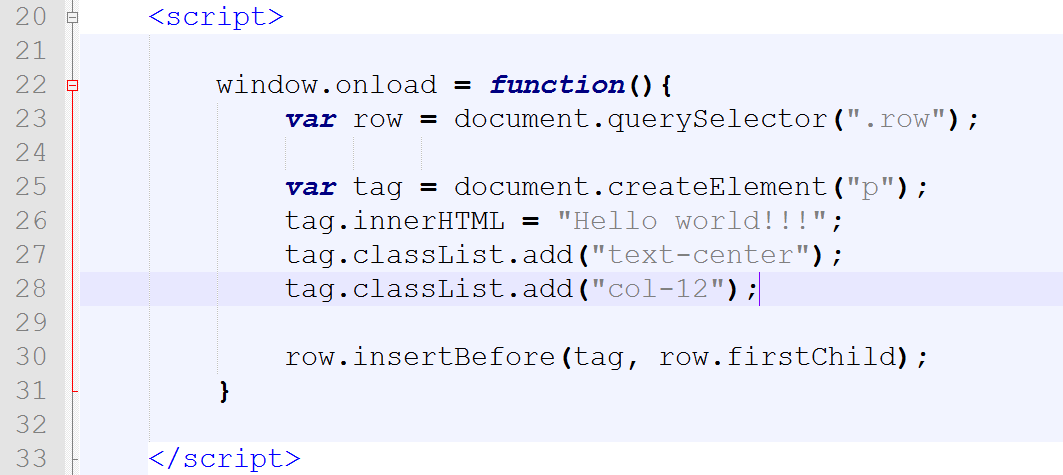 20 <script>
21
22 window.onload = function(){
23 var row = document.querySelector(".row");
24
25 var tag = document.createElement("p");
26 tag.innerHTML = "Hello world!!!";
27 tag.classList.add("text-center");
28 tag.classList.add("col-12");
29
30 row.insertBefore(tag, row.firstChild);
31 }
32
33 </script>